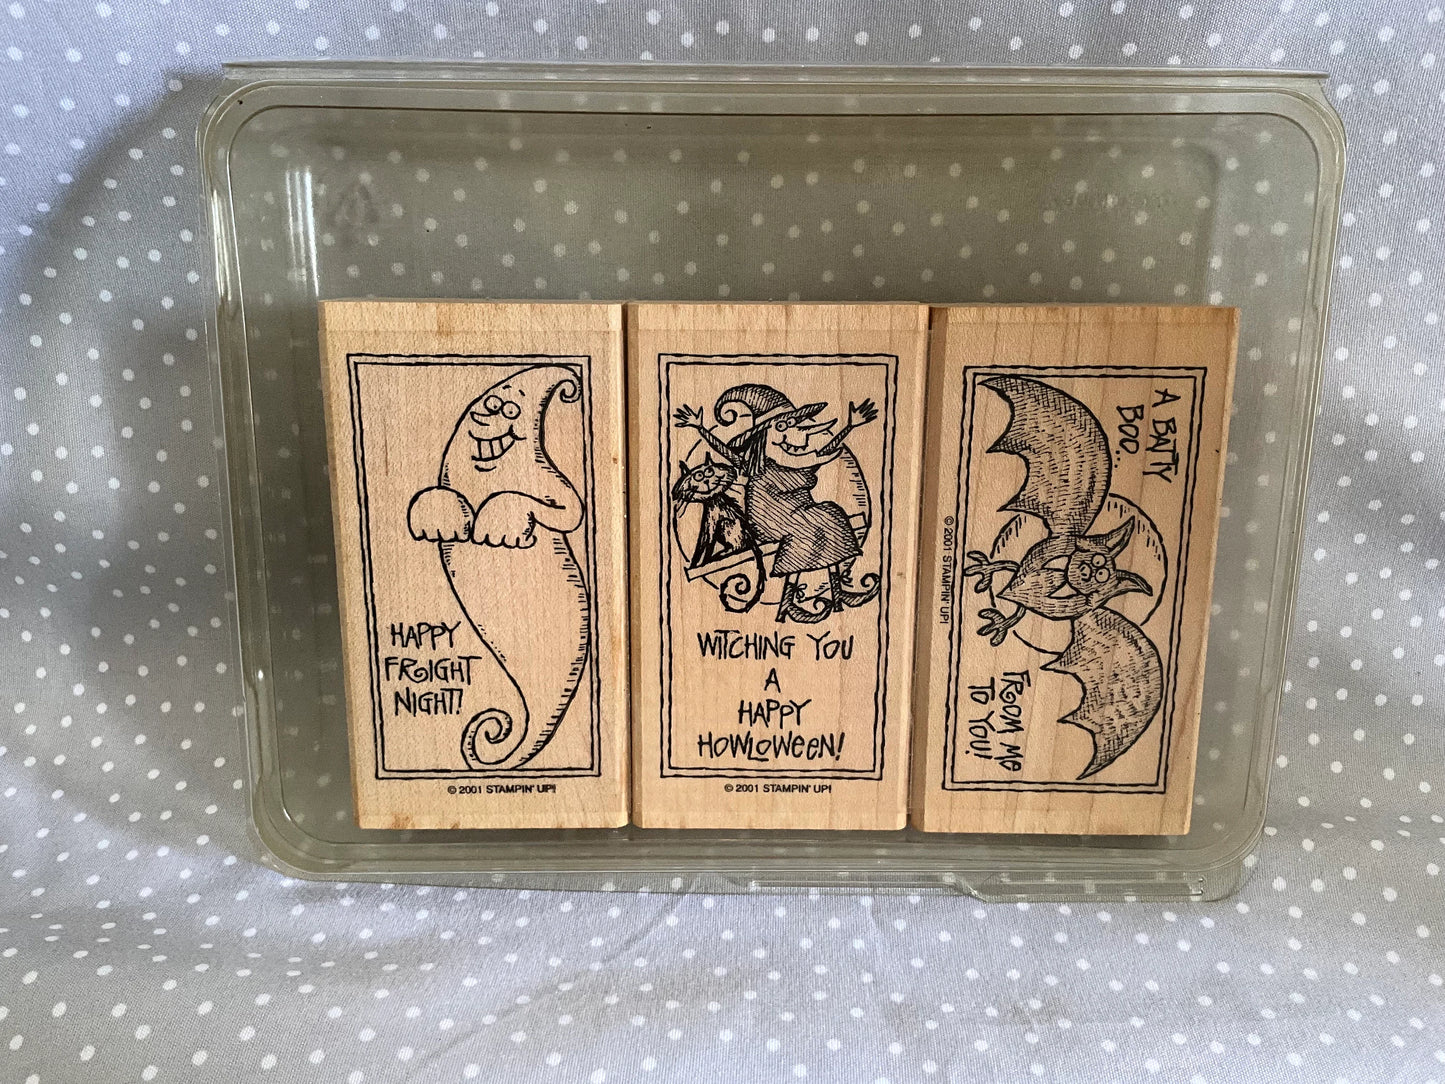 HAPPY
FRIGHT
NIGHT!
© 2001 STAMPIN' UP!
WITCHING YOU
A
HAPPY
HOWLOWEEN!
© 2001 STAMPIN' UP!
A BATTY
BOO...
FROM ME
TO YOU!
© 2001 STAMPIN' UP!